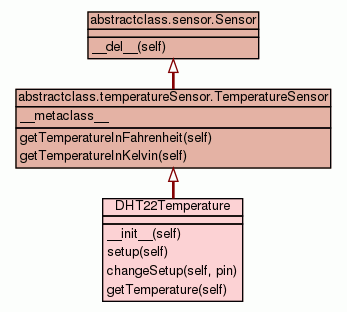 abstractclass.sensor.Sensor
__del__(self)
abstractclass.temperatureSensor.TemperatureSensor
__metaclass__
getTemperatureInFahrenheit(self)
getTemperatureInKelvin(self)
DHT22Temperature
__init__(self)
setup(self)
changeSetup(self, pin)
getTemperature(self)